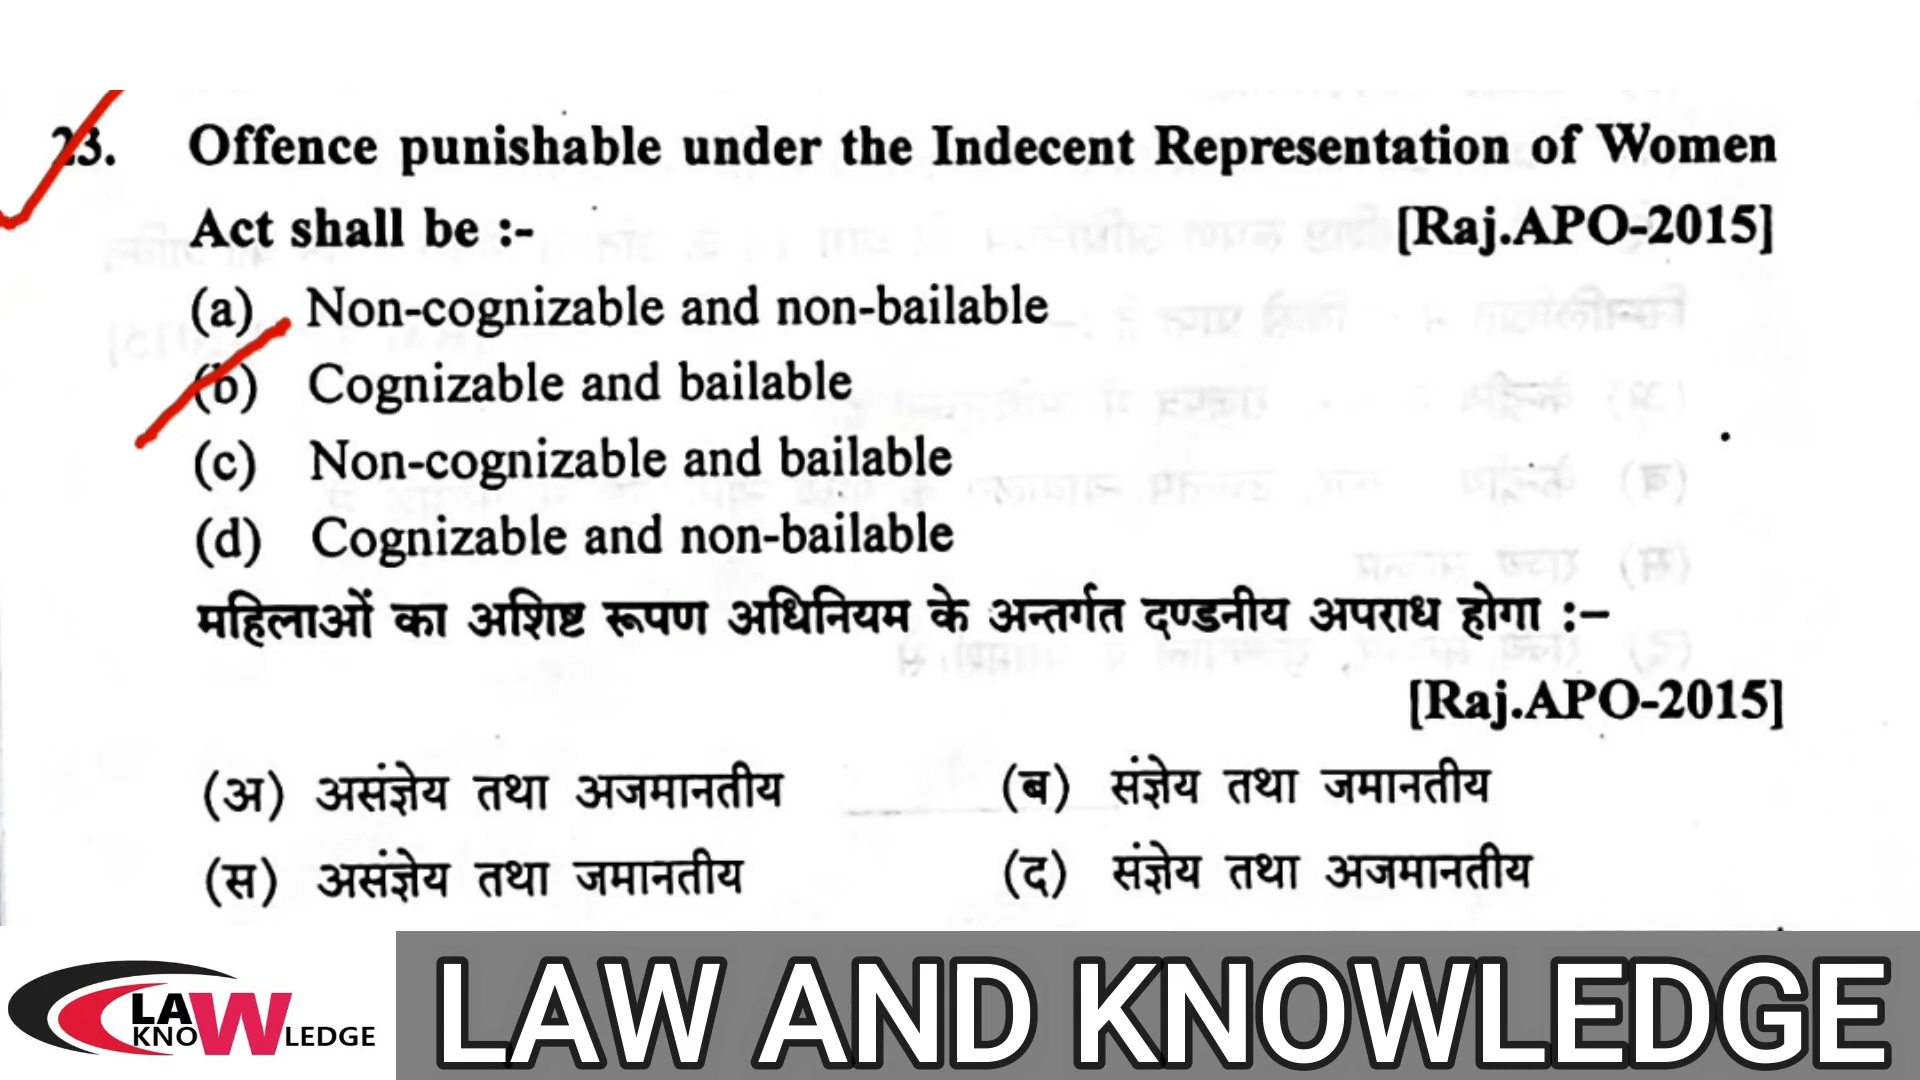 23. Offence punishable under the Indecent Representation of Women
Act shall be :- [Raj.APO-2015]
(a) Non-cognizable and non-bailable
(b) Cognizable and bailable
(c) Non-cognizable and bailable
(d) Cognizable and non-bailable
महिलाओं का अशिष्ट रूपण अधिनियम के अन्तर्गत दण्डनीय अपराध होगा :–
[Raj.APO-2015]
(अ) असंज्ञेय तथा अजमानतीय (ब) संज्ञेय तथा जमानतीय
(स) असंज्ञेय तथा जमानतीय (द) संज्ञेय तथा अजमानतीय
LAW KNOWLEDGE
LAW AND KNOWLEDGE